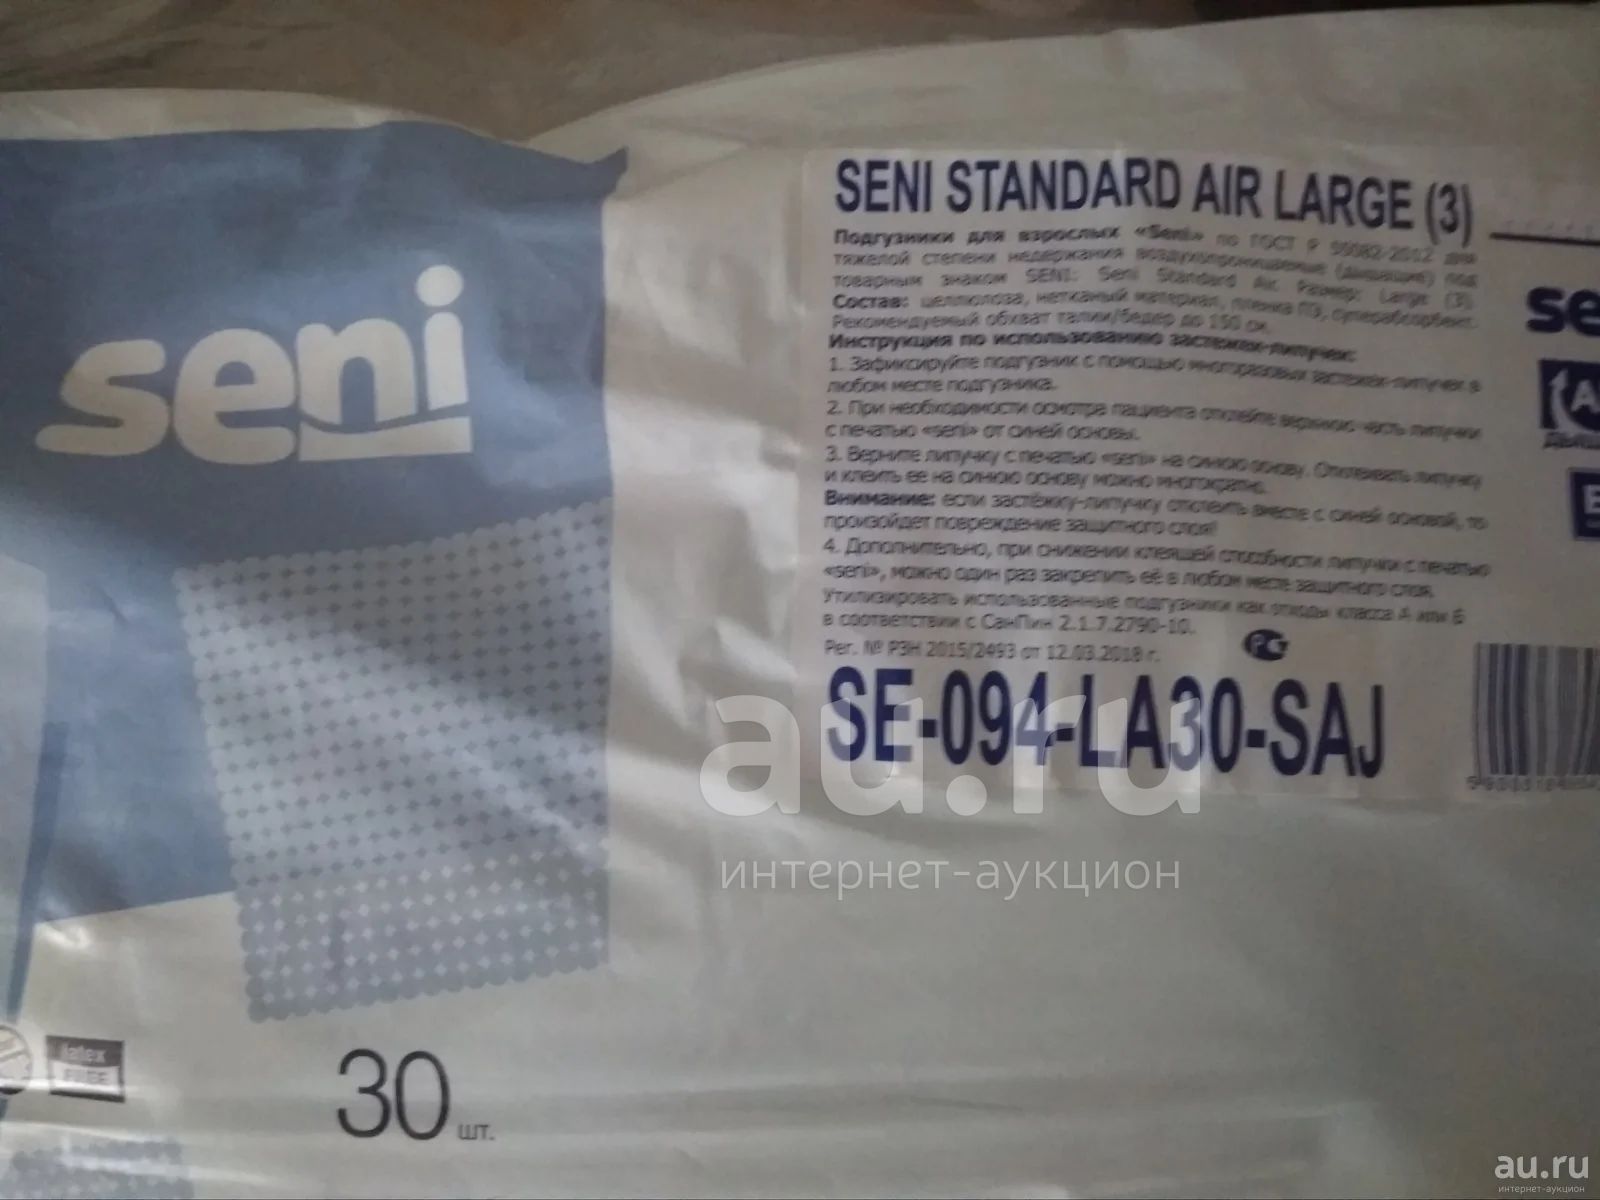 seni
30 шт.
latex
FREE
SENI STANDARD AIR LARGE (3)
Подгузники для взрослых «Seni» по ГОСТ Р 55082-2012 для
тяжелой степени недержания воздухопроницаемые (дышащие) под
товарным знаком SENI: Seni Standard Air. Размер: Large (3).
Состав: целлюлоза, нетканый материал, пленка ПЭ, суперабсорбент.
Рекомендуемый обхват талии/бедер до 150 см.
Инструкция по использованию застежек-липучек:
1. Зафиксируйте подгузник с помощью многоразовых застежек-липучек в
любом месте подгузника.
2. При необходимости осмотра пациента отклейте верхнюю часть липучки
с печатью «seni» от синей основы.
3. Верните липучку с печатью «seni» на синюю основу. Отклеивать липучку
и клеить ее на синюю основу можно многократно.
Внимание: если застёжку-липучку отклеить вместе с синей основой, то
произойдет повреждение защитного слоя!
4. Дополнительно, при снижении клеящей способности липучки с печатью
«seni», можно один раз закрепить её в любом месте защитного слоя.
Утилизировать использованные подгузники как отходы класса А или Б
в соответствии с СанПин 2.1.7.2790-10.
Рег. № РЗН 2015/2493 от 12.03.2018 г.
SE-094-LA30-SAJ
se
au.ru
интернет-аукцион
au.ru
интернет-аукцион